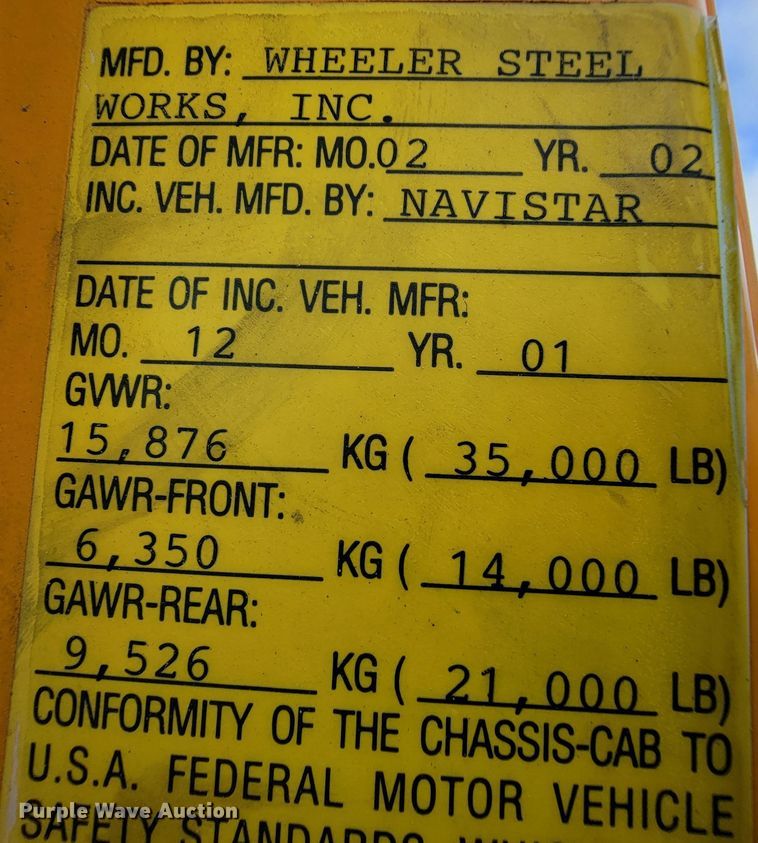 MFD. BY: WHEELER STEEL
WORKS, INC.
DATE OF MFR: MO.02 YR. 02
INC. VEH. MFD. BY: NAVISTAR
DATE OF INC. VEH. MFR:
MO. 12 YR. 01
GVWR:
15,876 KG ( 35,000 LB)
GAWR-FRONT:
6,350 KG ( 14,000 LB)
GAWR-REAR:
9,526 KG ( 21,000 LB)
CONFORMITY OF THE CHASSIS-CAB TO
U.S.A. FEDERAL MOTOR VEHICLE
SAFETY STANDARDS
Purple Wave Auction